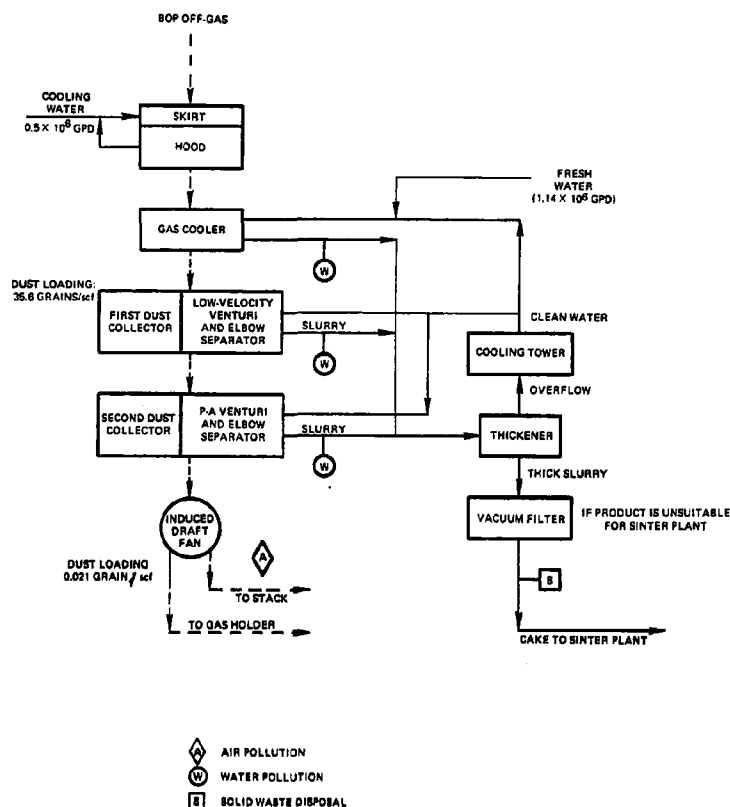 BOP OFF-GAS
COOLING
WATER
0.5 X 10⁶ GPD
SKIRT
HOOD
FRESH
WATER
(1.14 X 10⁶ GPD)
GAS COOLER
W
DUST LOADING:
35.6 GRAINS/scf
FIRST DUST
COLLECTOR
LOW-VELOCITY
VENTURI
AND ELBOW
SEPARATOR
SLURRY
W
CLEAN WATER
COOLING TOWER
OVERFLOW
SECOND DUST
COLLECTOR
P-A VENTURI
AND ELBOW
SEPARATOR
SLURRY
W
THICKENER
THICK SLURRY
VACUUM FILTER
IF PRODUCT IS UNSUITABLE
FOR SINTER PLANT
INDUCED
DRAFT
FAN
DUST LOADING
0.021 GRAIN/scf
A
TO STACK
TO GAS HOLDER
S
CAKE TO SINTER PLANT
A AIR POLLUTION
W WATER POLLUTION
S SOLID WASTE DISPOSAL